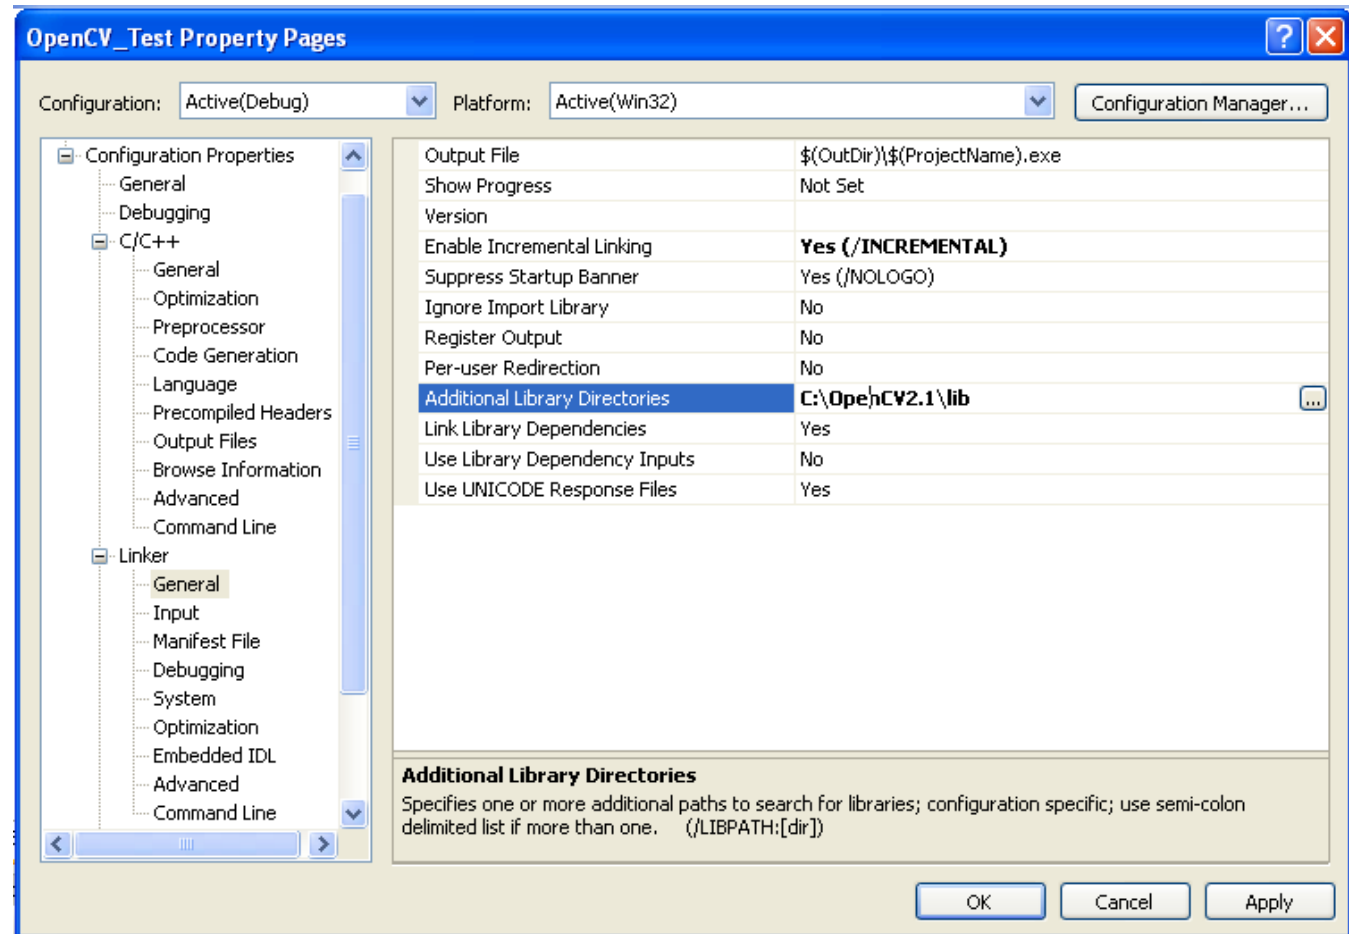 OpenCV_Test Property Pages
Configuration: Active(Debug) Platform: Active(Win32) Configuration Manager...
Configuration Properties
General
Debugging
C/C++
General
Optimization
Preprocessor
Code Generation
Language
Precompiled Headers
Output Files
Browse Information
Advanced
Command Line
Linker
General
Input
Manifest File
Debugging
System
Optimization
Embedded IDL
Advanced
Command Line
Output File $(OutDir)\$(ProjectName).exe
Show Progress Not Set
Version
Enable Incremental Linking Yes (/INCREMENTAL)
Suppress Startup Banner Yes (/NOLOGO)
Ignore Import Library No
Register Output No
Per-user Redirection No
Additional Library Directories C:\OpenCV2.1\lib ...
Link Library Dependencies Yes
Use Library Dependency Inputs No
Use UNICODE Response Files Yes
Additional Library Directories
Specifies one or more additional paths to search for libraries; configuration specific; use semi-colon
delimited list if more than one. (/LIBPATH:[dir])
OK Cancel Apply